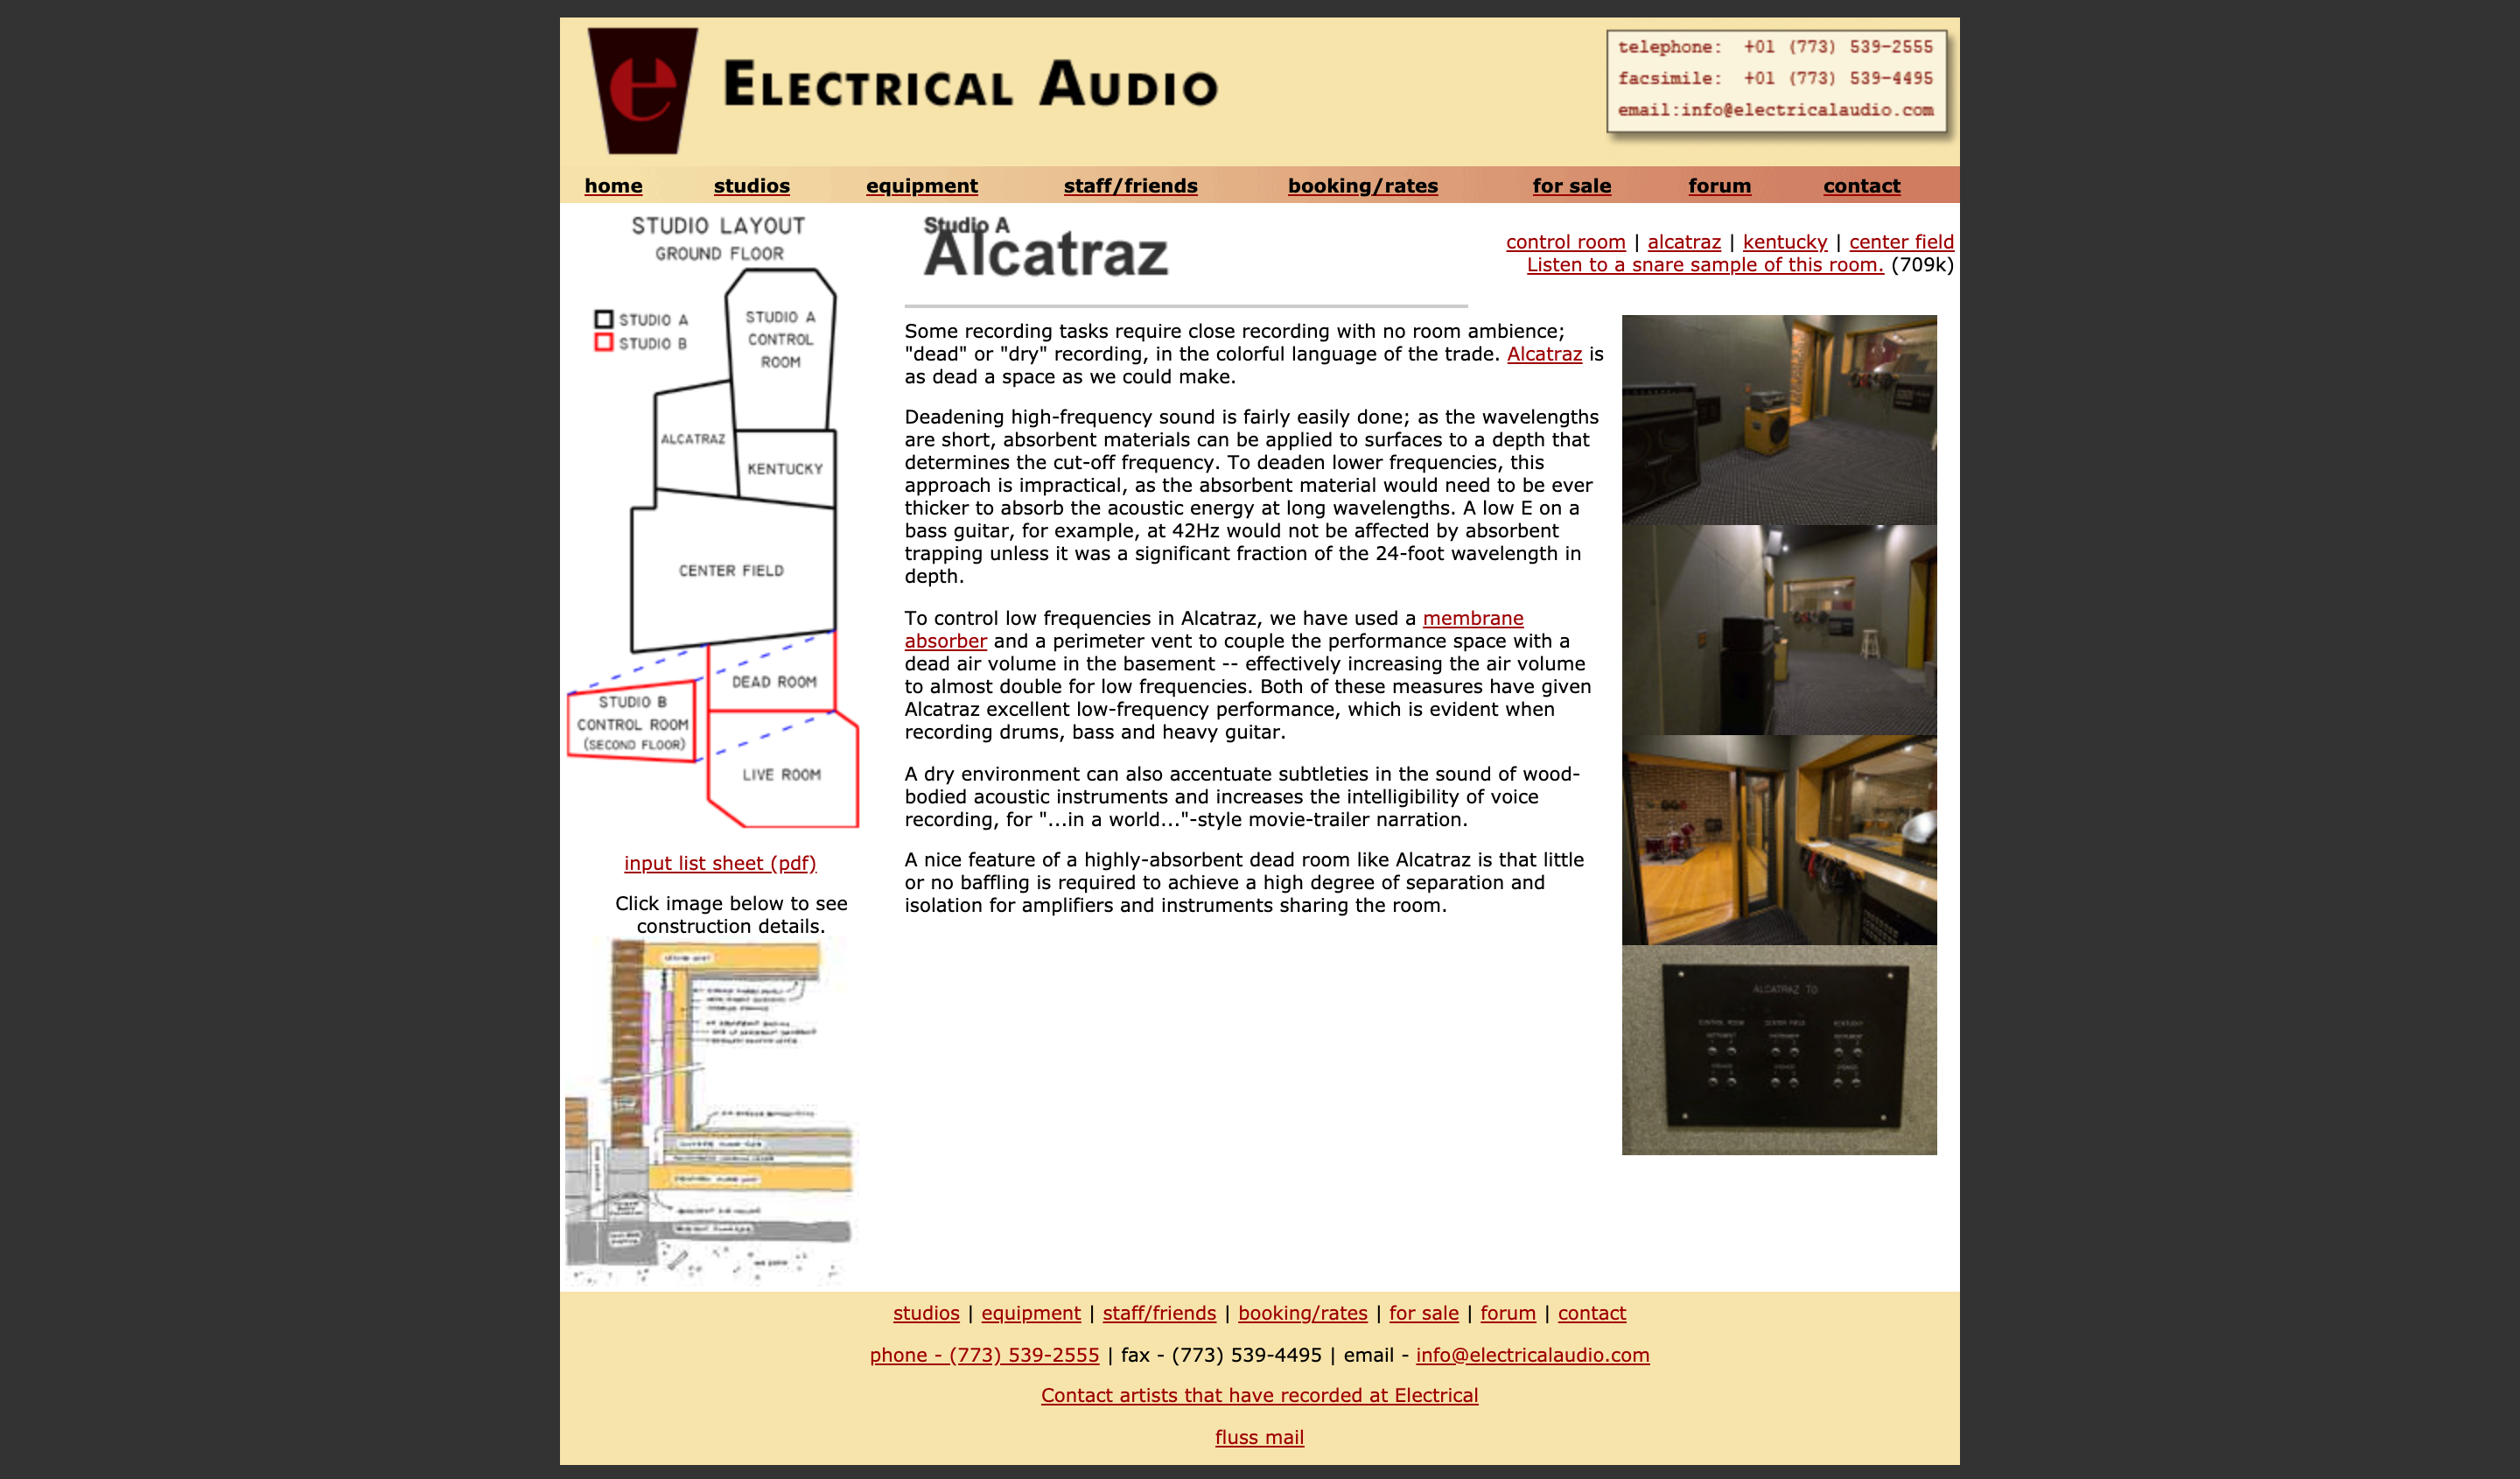 ELECTRICAL AUDIO
telephone: +01 (773) 539-2555
facsimile: +01 (773) 539-4495
email:info@electricalaudio.com
home studios equipment staff/friends booking/rates for sale forum contact
STUDIO LAYOUT
GROUND FLOOR
STUDIO A
STUDIO B
STUDIO A
CONTROL
ROOM
ALCATRAZ
KENTUCKY
CENTER FIELD
DEAD ROOM
STUDIO B
CONTROL ROOM
(SECOND FLOOR)
LIVE ROOM
input list sheet (pdf)
Click image below to see
construction details.
Studio A
Alcatraz
control room | alcatraz | kentucky | center field
Listen to a snare sample of this room. (709k)
Some recording tasks require close recording with no room ambience;
"dead" or "dry" recording, in the colorful language of the trade. Alcatraz is
as dead a space as we could make.
Deadening high-frequency sound is fairly easily done; as the wavelengths
are short, absorbent materials can be applied to surfaces to a depth that
determines the cut-off frequency. To deaden lower frequencies, this
approach is impractical, as the absorbent material would need to be ever
thicker to absorb the acoustic energy at long wavelengths. A low E on a
bass guitar, for example, at 42Hz would not be affected by absorbent
trapping unless it was a significant fraction of the 24-foot wavelength in
depth.
To control low frequencies in Alcatraz, we have used a membrane
absorber and a perimeter vent to couple the performance space with a
dead air volume in the basement -- effectively increasing the air volume
to almost double for low frequencies. Both of these measures have given
Alcatraz excellent low-frequency performance, which is evident when
recording drums, bass and heavy guitar.
A dry environment can also accentuate subtleties in the sound of wood-
bodied acoustic instruments and increases the intelligibility of voice
recording, for "...in a world..."-style movie-trailer narration.
A nice feature of a highly-absorbent dead room like Alcatraz is that little
or no baffling is required to achieve a high degree of separation and
isolation for amplifiers and instruments sharing the room.
ALCATRAZ TO
CONTROL ROOM CENTER FIELD KENTUCKY
INSTRUMENT INSTRUMENT INSTRUMENT
studios | equipment | staff/friends | booking/rates | for sale | forum | contact
phone - (773) 539-2555 | fax - (773) 539-4495 | email - info@electricalaudio.com
Contact artists that have recorded at Electrical
fluss mail